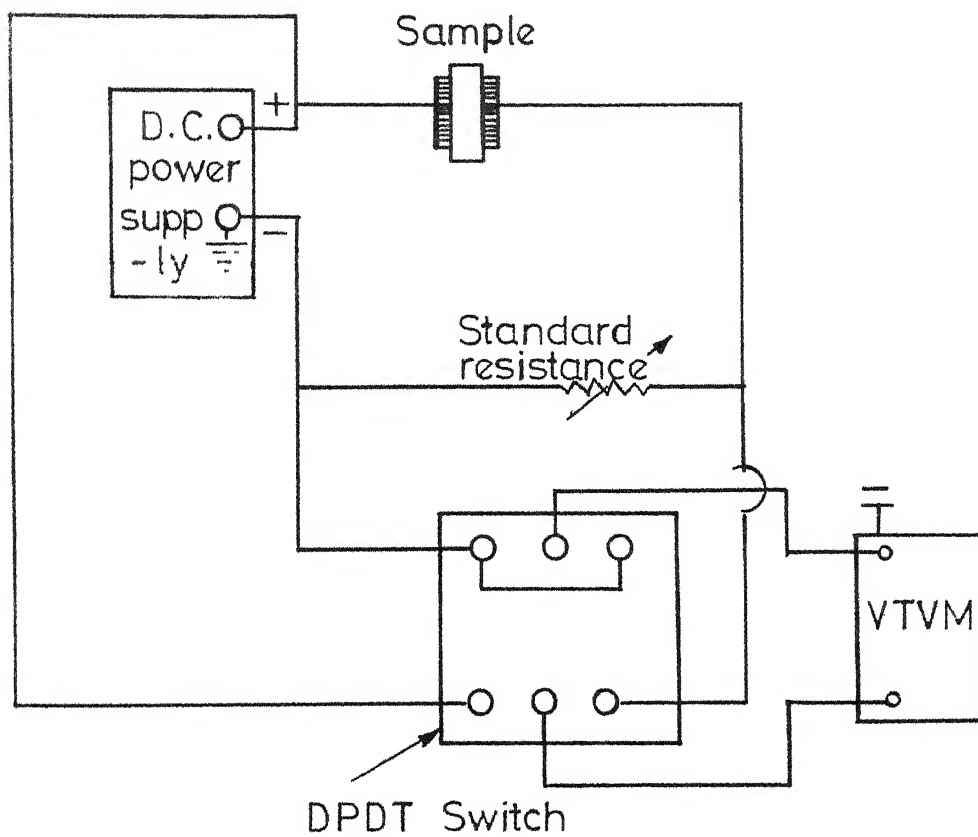 Sample
+
D.C.
power
supp
-ly
−
Standard
resistance
VTVM
DPDT Switch